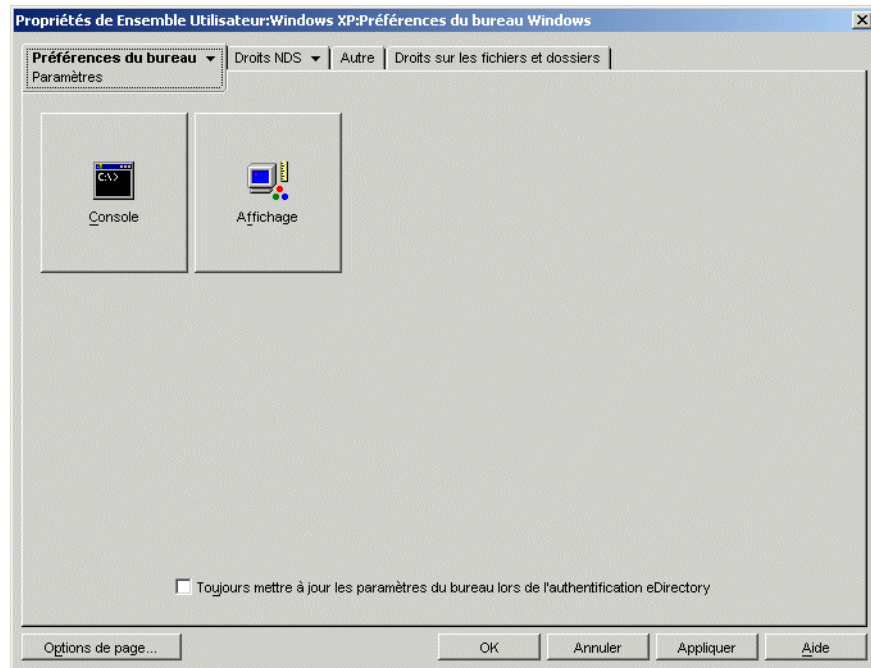 Propriétés de Ensemble Utilisateur:Windows XP:Préférences du bureau Windows
Préférences du bureau
Droits NDS
Autre
Droits sur les fichiers et dossiers
Paramètres
C:\>
Console
Affichage
Toujours mettre à jour les paramètres du bureau lors de l'authentification eDirectory
Options de page...
OK
Annuler
Appliquer
Aide